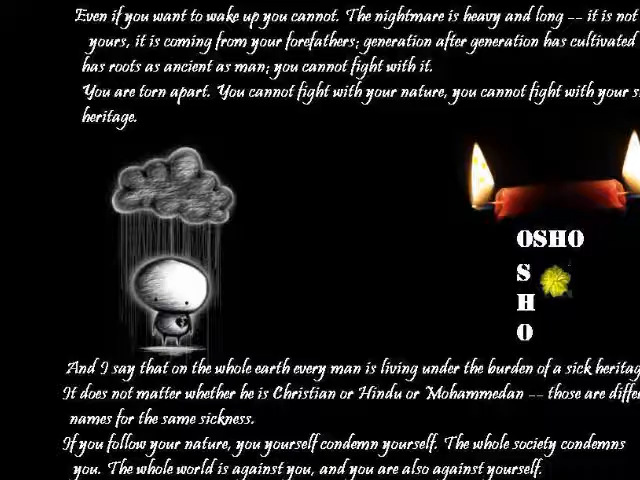 Even if you want to wake up you cannot. The nightmare is heavy and long -- it is not
yours, it is coming from your forefathers; generation after generation has cultivated
has roots as ancient as man; you cannot fight with it.
You are torn apart. You cannot fight with your nature, you cannot fight with your
heritage.
OSHO
S
H
O
And I say that on the whole earth every man is living under the burden of a sick
It does not matter whether he is Christian or Hindu or Mohammedan -- those are
names for the same sickness.
If you follow your nature, you yourself condemn yourself. The whole society condemns
you. The whole world is against you, and you are also against yourself.